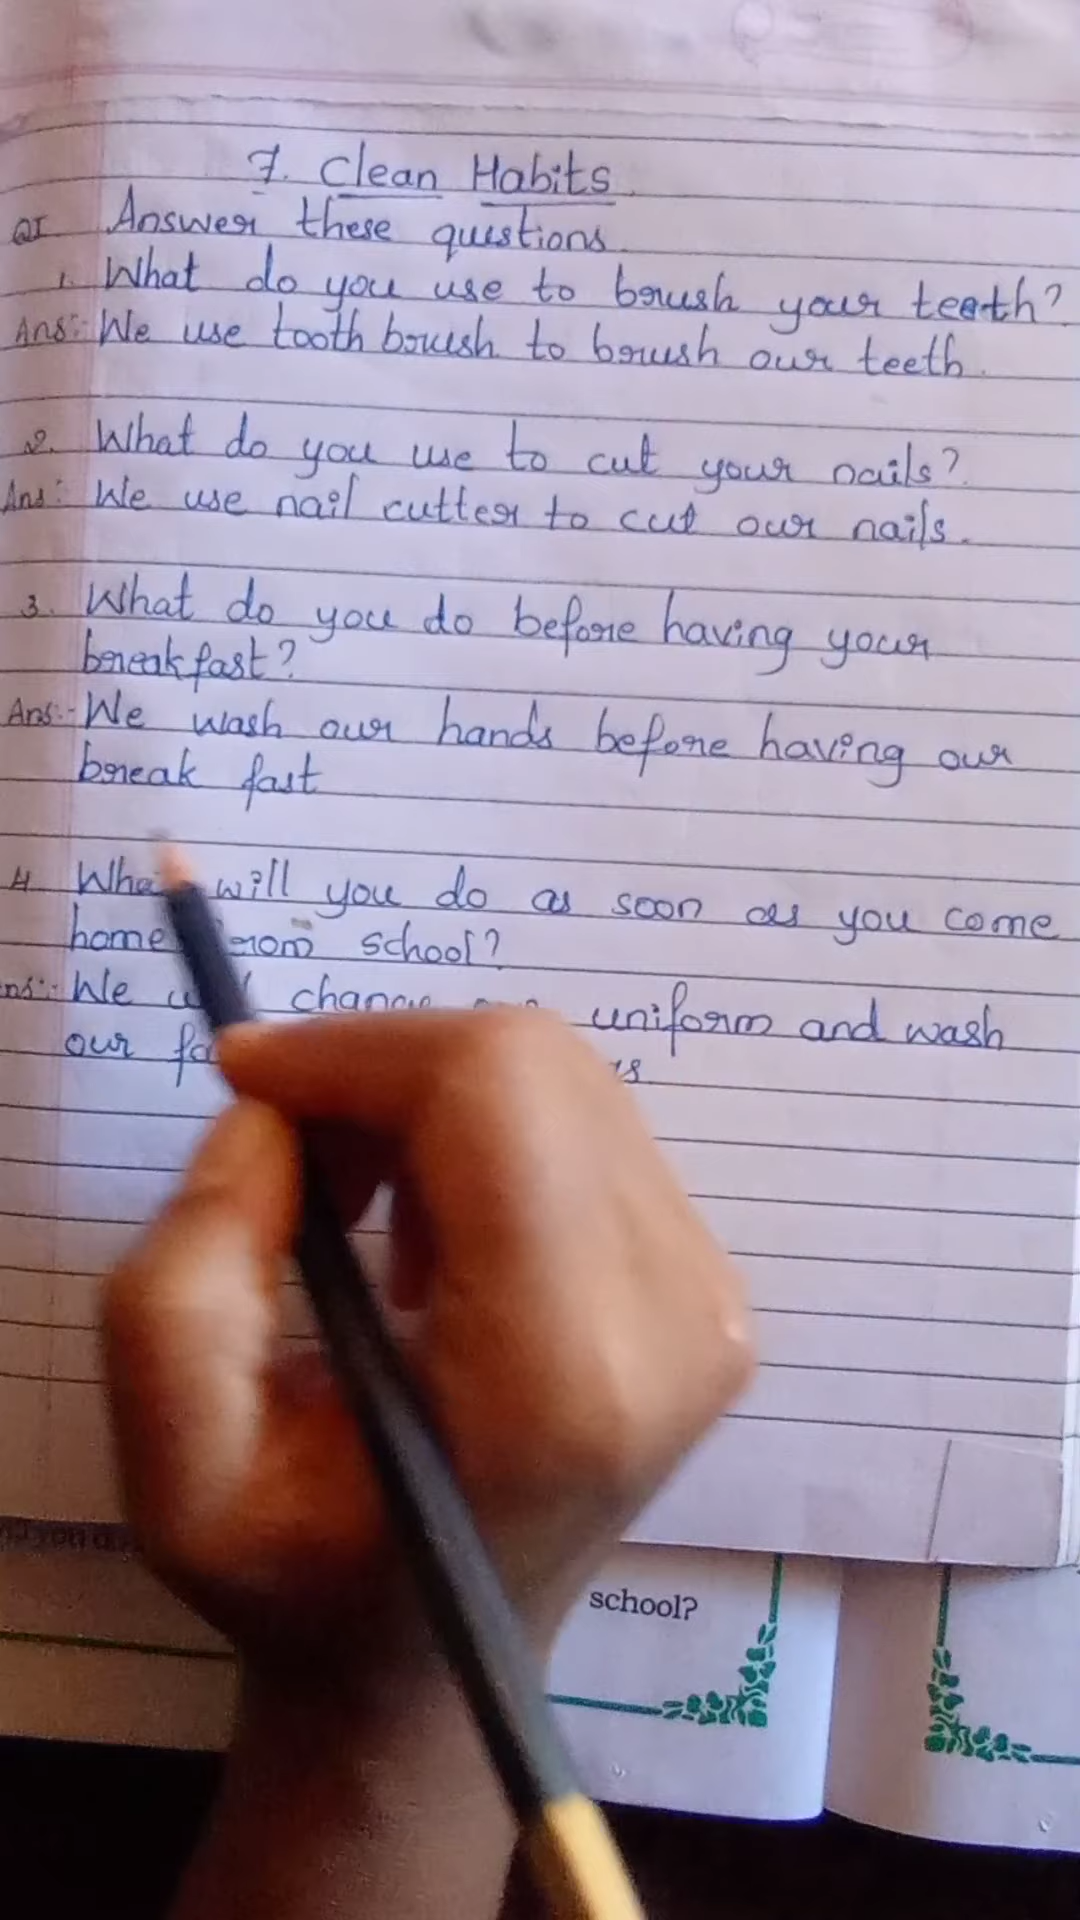 7. Clean Habits
QI Answer these questions
1. What do you use to brush your teeth?
Ans:- We use tooth brush to brush our teeth.
2. What do you use to cut your nails?
Ans:- We use nail cutter to cut our nails.
3. What do you do before having your
breakfast?
Ans:- We wash our hands before having our
break fast
4 will you do as soon as you come
home school?
We change uniform and wash
our
school?